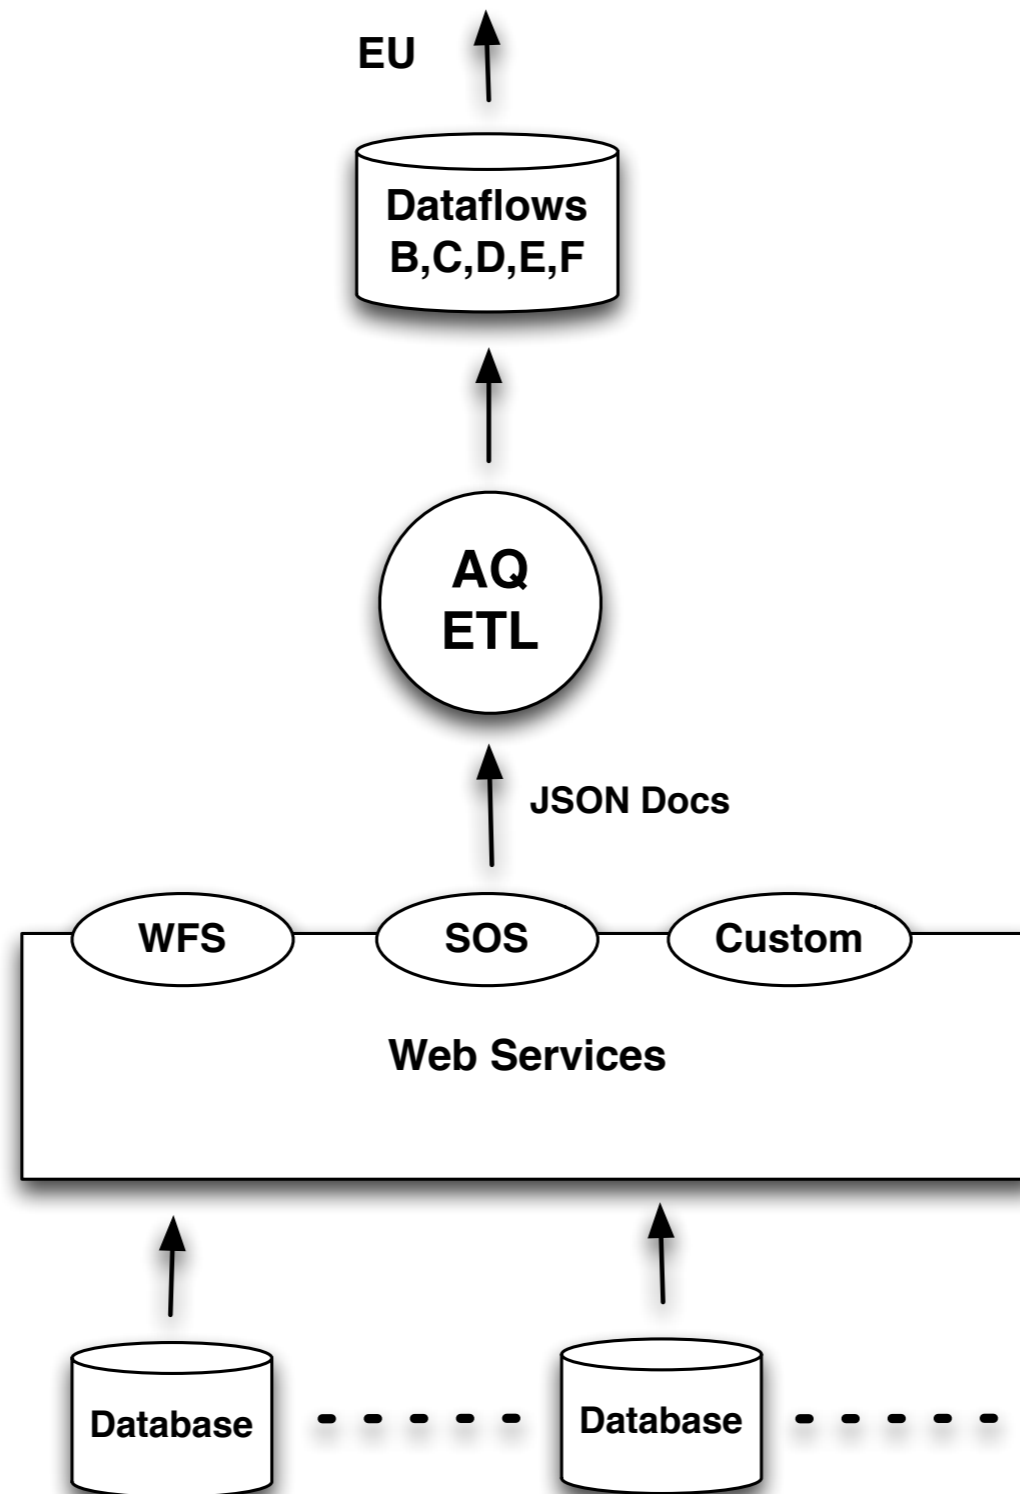 EU
Dataflows
B,C,D,E,F
AQ
ETL
JSON Docs
WFS
SOS
Custom
Web Services
Database
Database